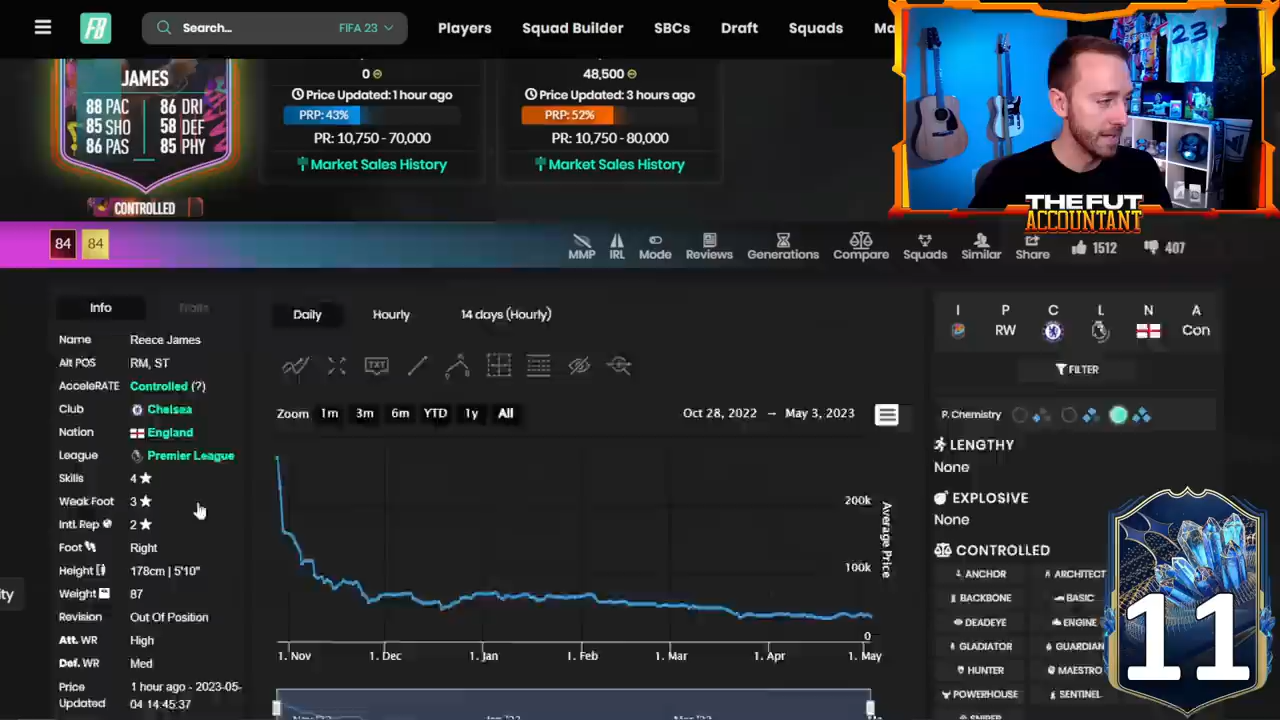 FB
Search...
FIFA 23
Players
Squad Builder
SBCs
Draft
Squads
Ma
JAMES
88 PAC 86 DRI
85 SHO 58 DEF
86 PAS 85 PHY
CONTROLLED
0
Price Updated: 1 hour ago
PRP: 43%
PR: 10,750 - 70,000
Market Sales History
48,500
Price Updated: 3 hours ago
PRP: 52%
PR: 10,750 - 80,000
Market Sales History
23
THE FUT
ACCOUNTANT
84 84
MMP
IRL
Mode
Reviews
Generations
Compare
Squads
Similar
Share
1512
407
Info
Traits
Name Reece James
Alt POS RM, ST
AcceleRATE Controlled (?)
Club Chelsea
Nation England
League Premier League
Skills 4
Weak Foot 3
Intl. Rep 2
Foot Right
Height 178cm | 5'10"
Weight 87
Revision Out Of Position
Att. WR High
Def. WR Med
Price Updated 1 hour ago - 2023-05-04 14:45:37
ity
Daily
Hourly
14 days (Hourly)
TXT
Zoom 1m 3m 6m YTD 1y All
Oct 28, 2022 → May 3, 2023
200k
100k
0
Average Price
1. Nov 1. Dec 1. Jan 1. Feb 1. Mar 1. Apr 1. May
I P C L N A
RW Con
FILTER
P. Chemistry
LENGTHY
None
EXPLOSIVE
None
CONTROLLED
ANCHOR ARCHITECT
BACKBONE BASIC
DEADEYE ENGINE
GLADIATOR GUARDIAN
HUNTER MAESTRO
POWERHOUSE SENTINEL
SNIPER
11